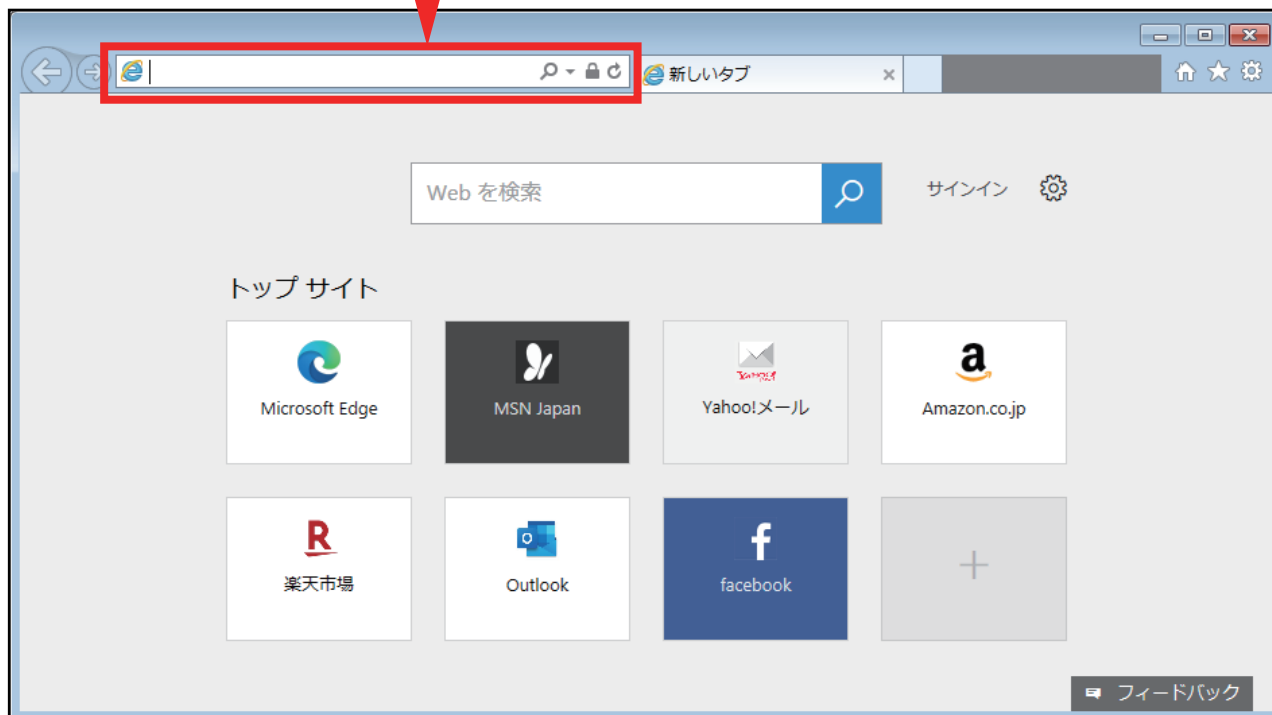 新しいタブ
Web を検索
サインイン
トップ サイト
Microsoft Edge
MSN Japan
Yahoo!メール
Amazon.co.jp
楽天市場
Outlook
facebook
フィードバック